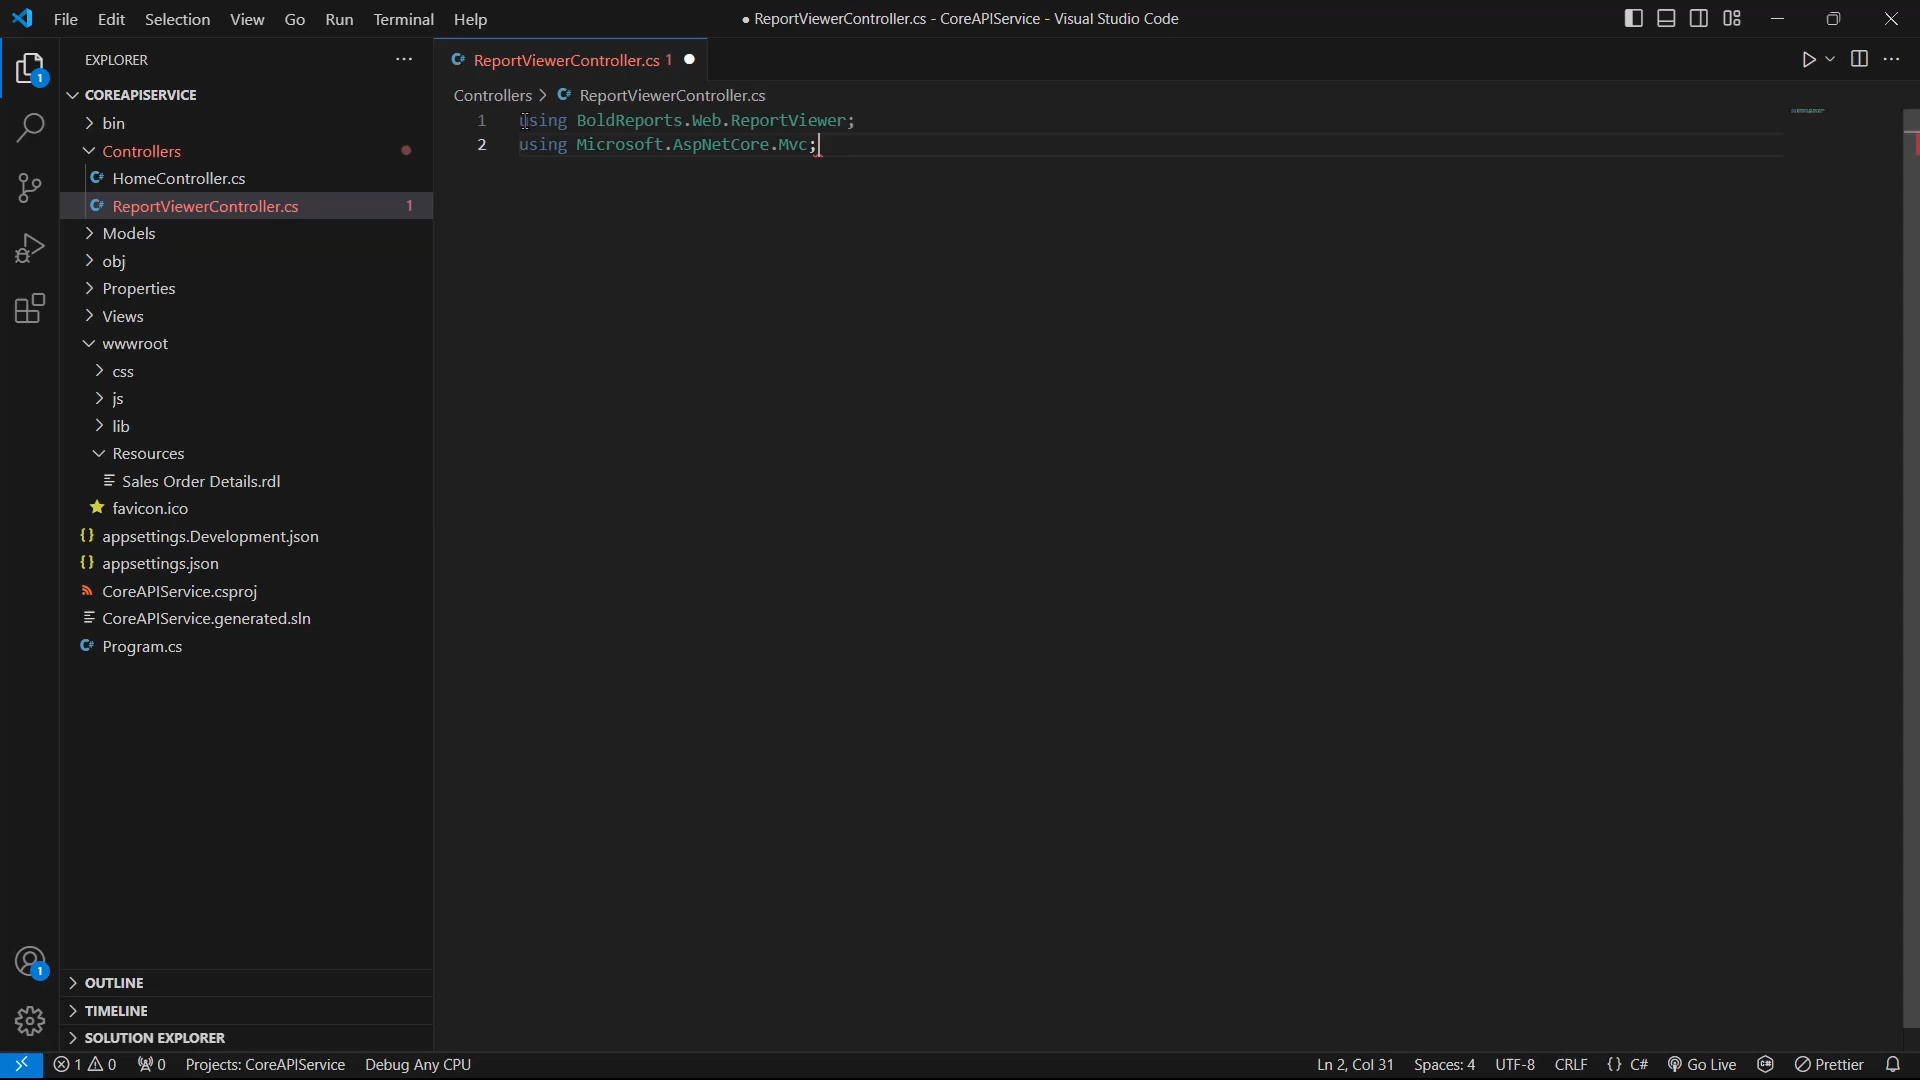 File Edit Selection View Go Run Terminal Help
● ReportViewerController.cs - CoreAPIService - Visual Studio Code
1
EXPLORER
COREAPISERVICE
bin
Controllers
HomeController.cs
ReportViewerController.cs 1
Models
obj
Properties
Views
wwwroot
css
js
lib
Resources
Sales Order Details.rdl
favicon.ico
{} appsettings.Development.json
{} appsettings.json
CoreAPIService.csproj
CoreAPIService.generated.sln
C# Program.cs
1
OUTLINE
TIMELINE
SOLUTION EXPLORER
C# ReportViewerController.cs 1
Controllers > C# ReportViewerController.cs
1 using BoldReports.Web.ReportViewer;
2 using Microsoft.AspNetCore.Mvc;
1 0 0 Projects: CoreAPIService Debug Any CPU
Ln 2, Col 31 Spaces: 4 UTF-8 CRLF {} C# Go Live Prettier